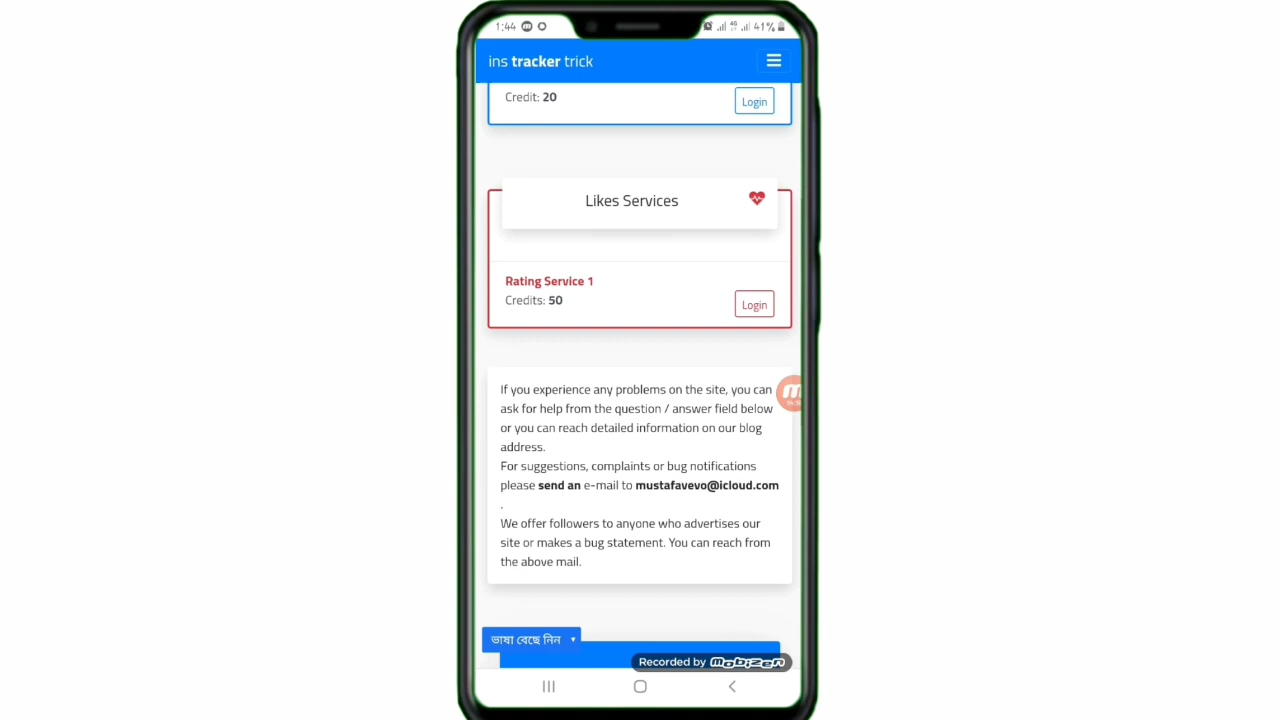 1:44
4G
41%
ins tracker trick
Credit: 20
Login
Likes Services
Rating Service 1
Credits: 50
Login
If you experience any problems on the site, you can
ask for help from the question / answer field below
or you can reach detailed information on our blog
address.
For suggestions, complaints or bug notifications
please send an e-mail to mustafavevo@icloud.com
.
We offer followers to anyone who advertises our
site or makes a bug statement. You can reach from
the above mail.
ভাষা বেছে নিন
Recorded by mobizen